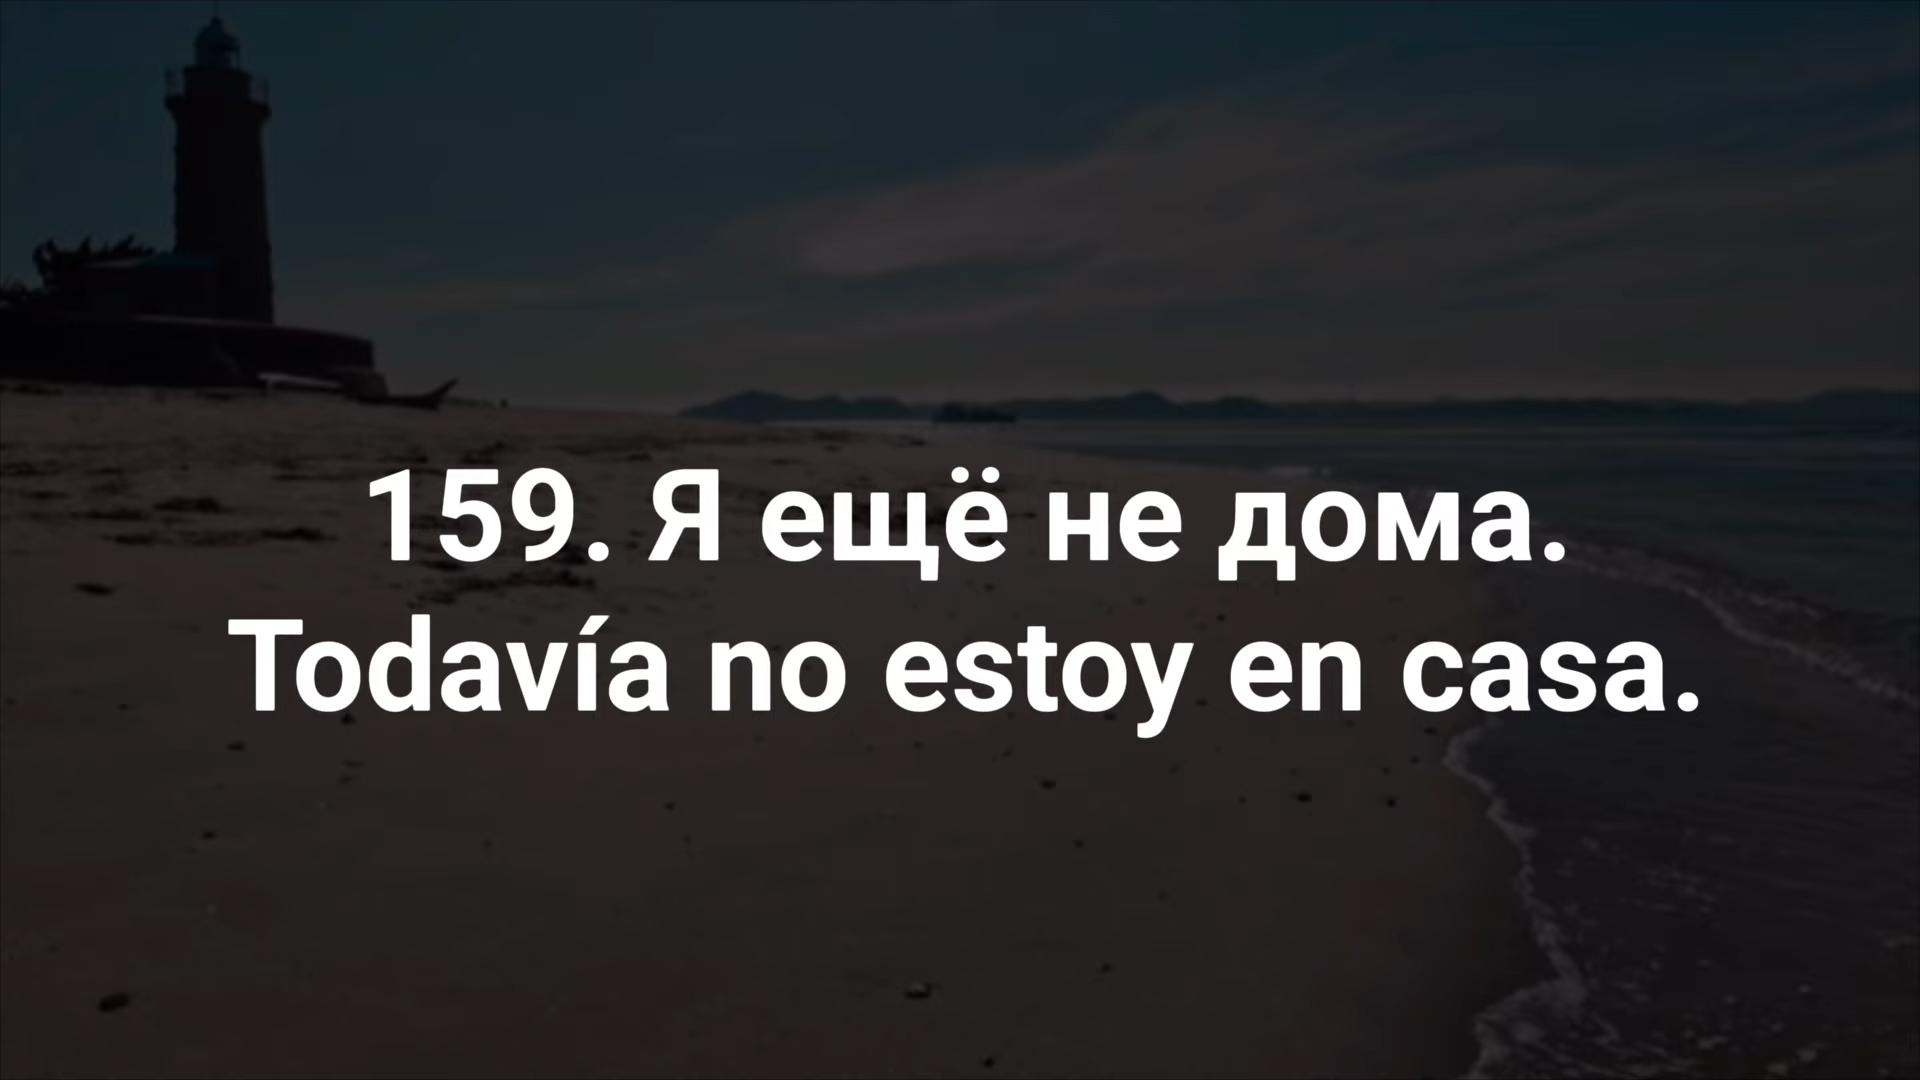 159. Я ещё не дома.
Todavía no estoy en casa.